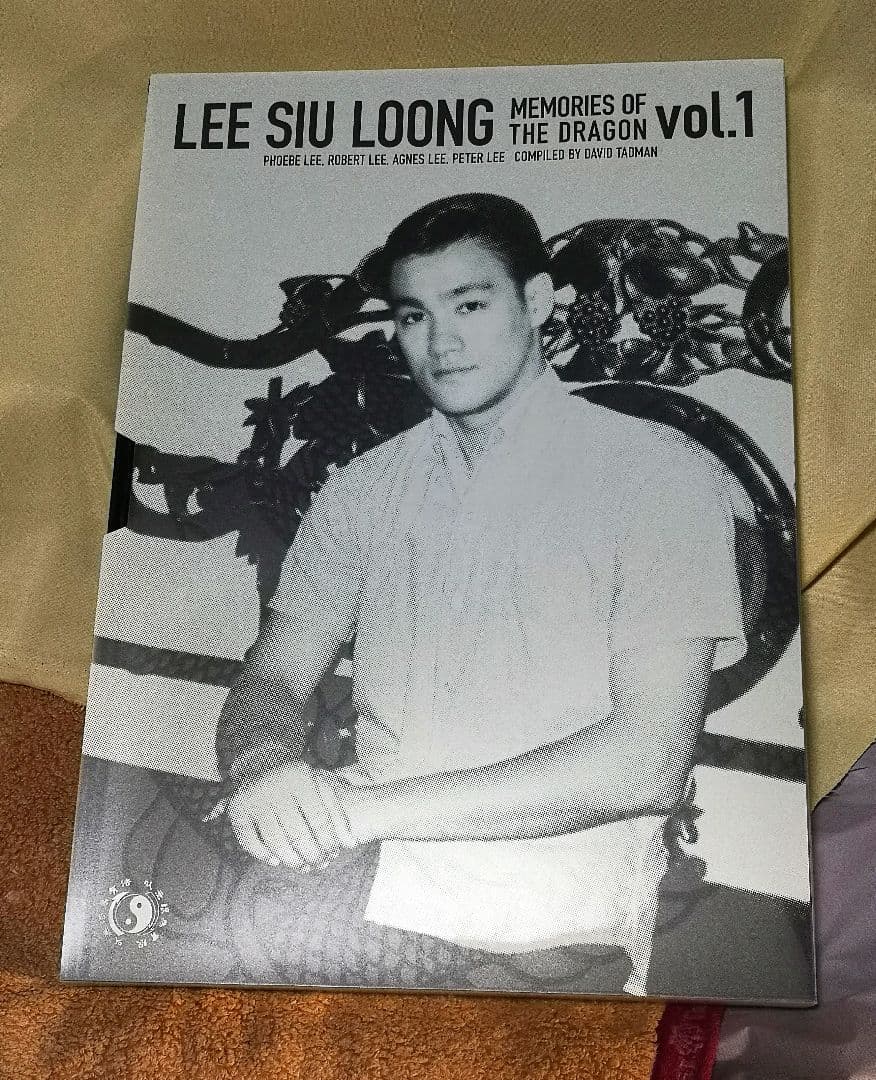 LEE SIU LOONG MEMORIES OF THE DRAGON vol.1
PHOEBE LEE, ROBERT LEE, AGNES LEE, PETER LEE COMPILED BY DAVID TADMAN